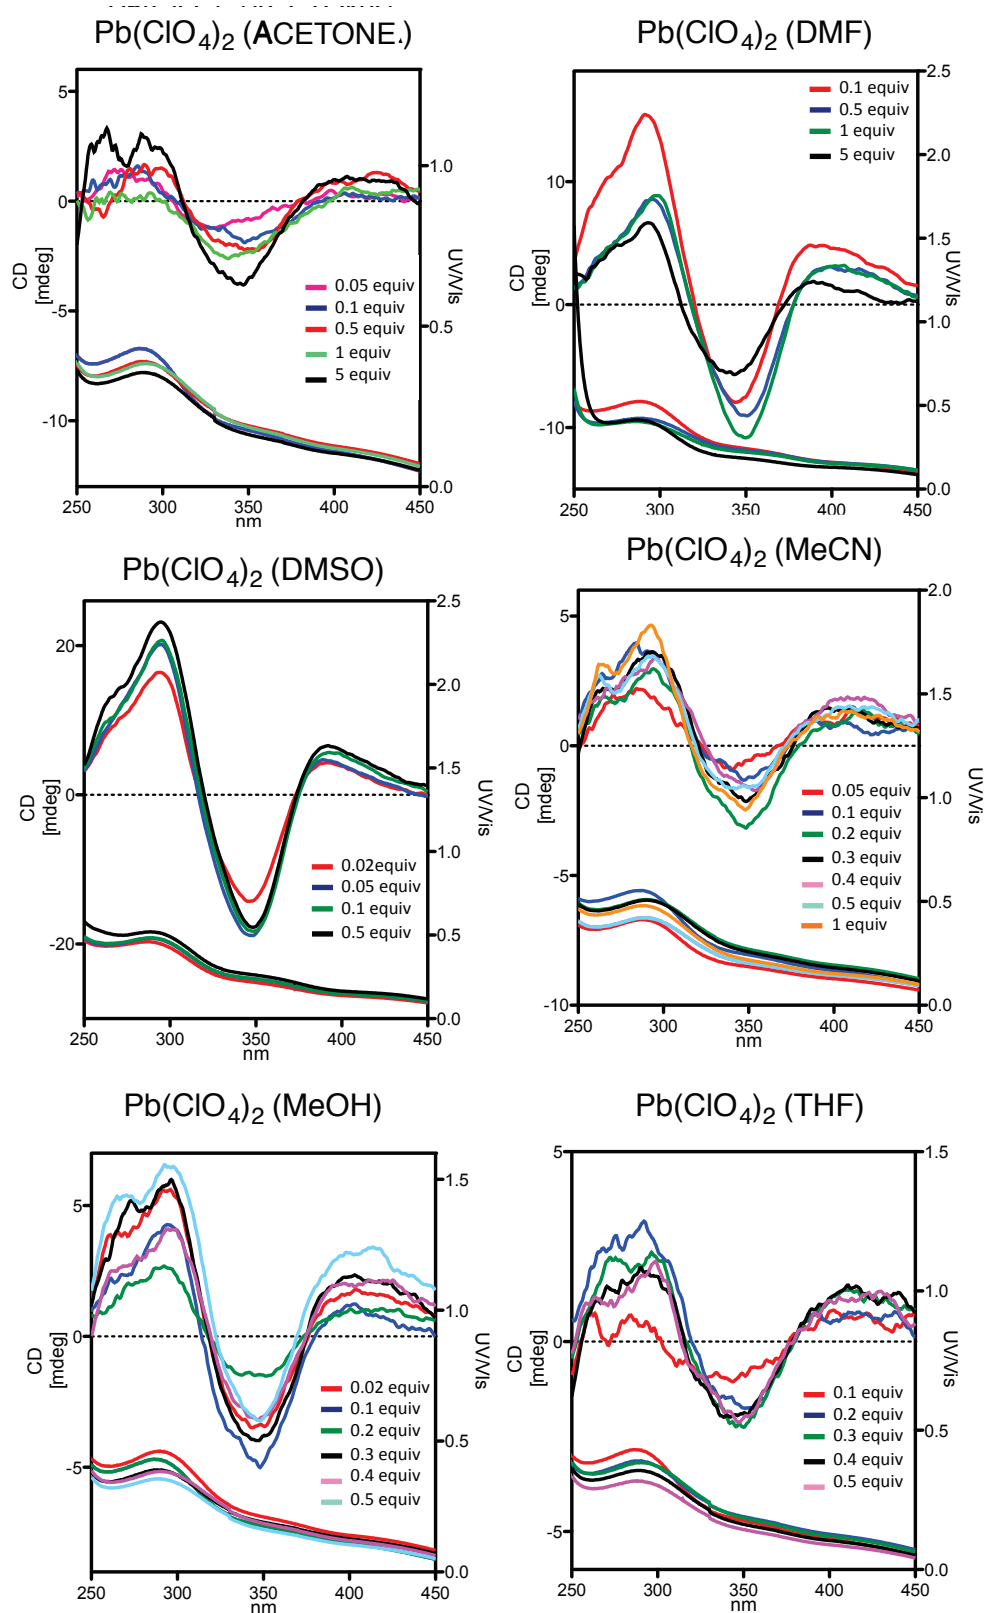 Pb(ClO4)2 (ACETONE.)
5
0
-5
-10
CD
[mdeg]
1.0
0.5
0.0
UV/Vis
0.05 equiv
0.1 equiv
0.5 equiv
1 equiv
5 equiv
250 300 350 400 450
nm
Pb(ClO4)2 (DMF)
10
0
-10
CD
[mdeg]
2.5
2.0
1.5
1.0
0.5
0.0
UV/Vis
0.1 equiv
0.5 equiv
1 equiv
5 equiv
250 300 350 400 450
Pb(ClO4)2 (DMSO)
20
0
-20
CD
[mdeg]
2.5
2.0
1.5
1.0
0.5
0.0
UV/Vis
0.02equiv
0.05 equiv
0.1 equiv
0.5 equiv
250 300 350 400 450
nm
Pb(ClO4)2 (MeCN)
5
0
-5
-10
CD
[mdeg]
2.0
1.5
1.0
0.5
0.0
UV/Vis
0.05 equiv
0.1 equiv
0.2 equiv
0.3 equiv
0.4 equiv
0.5 equiv
1 equiv
250 300 350 400 450
nm
Pb(ClO4)2 (MeOH)
5
0
-5
CD
[mdeg]
1.5
1.0
0.5
0.0
UV/Vis
0.02 equiv
0.1 equiv
0.2 equiv
0.3 equiv
0.4 equiv
0.5 equiv
250 300 350 400 450
nm
Pb(ClO4)2 (THF)
5
0
-5
CD
[mdeg]
1.5
1.0
0.5
0.0
UV/Vis
0.1 equiv
0.2 equiv
0.3 equiv
0.4 equiv
0.5 equiv
250 300 350 400 450
nm